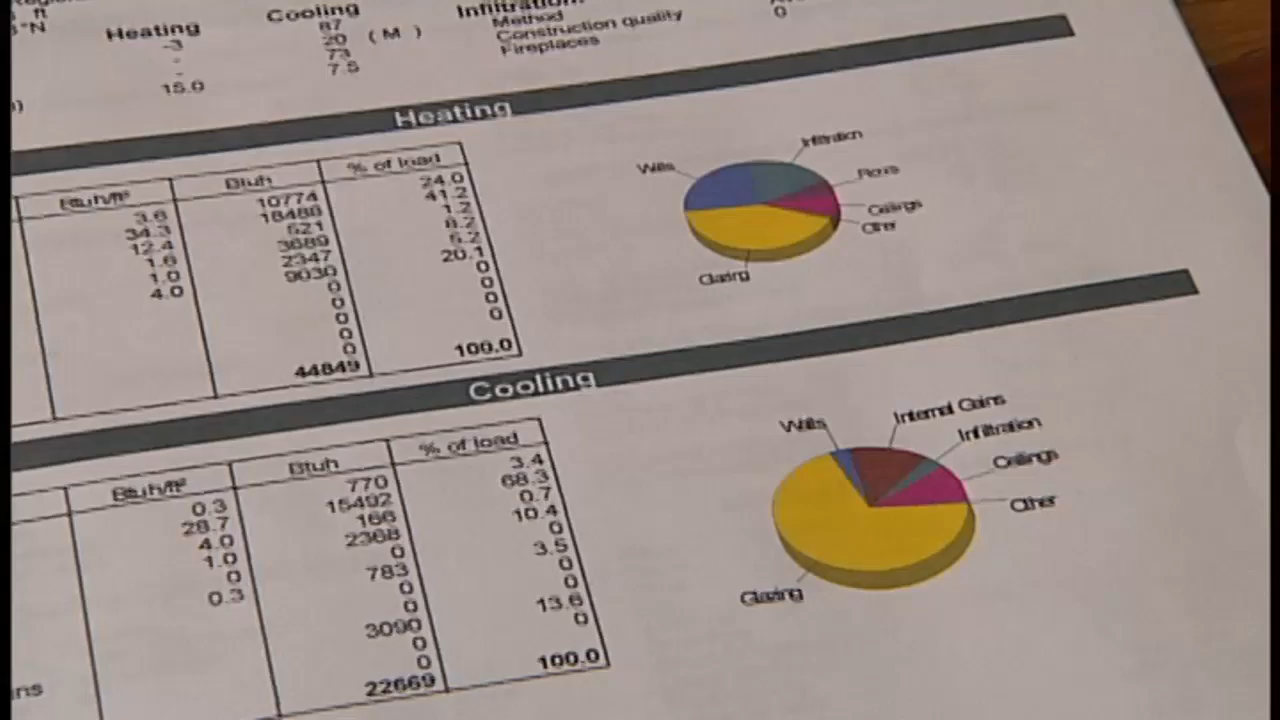 ft
°N
Heating Cooling Infiltration
-3 87 Method 0
- 20 ( M ) Construction quality
- 73 Fireplaces
15.0 7.5
Heating
Btuh/ft² Btuh % of load
3.6 10774 24.0
34.3 18488 41.2
12.4 521 1.2
1.6 3689 8.2
1.0 2347 5.2
4.0 9030 20.1
0 0
0 0
0 0
0 0
0
44849 100.0
Walls
Infiltration
Floors
Ceilings
Other
Glazing
Cooling
Btuh/ft² Btuh % of load
0.3 770 3.4
28.7 15492 68.3
4.0 166 0.7
1.0 2368 10.4
0 0 0
0.3 783 3.5
0 0
0 0
3090 13.6
0 0
0
22669 100.0
Walls
Internal Gains
Infiltration
Ceilings
Other
Glazing